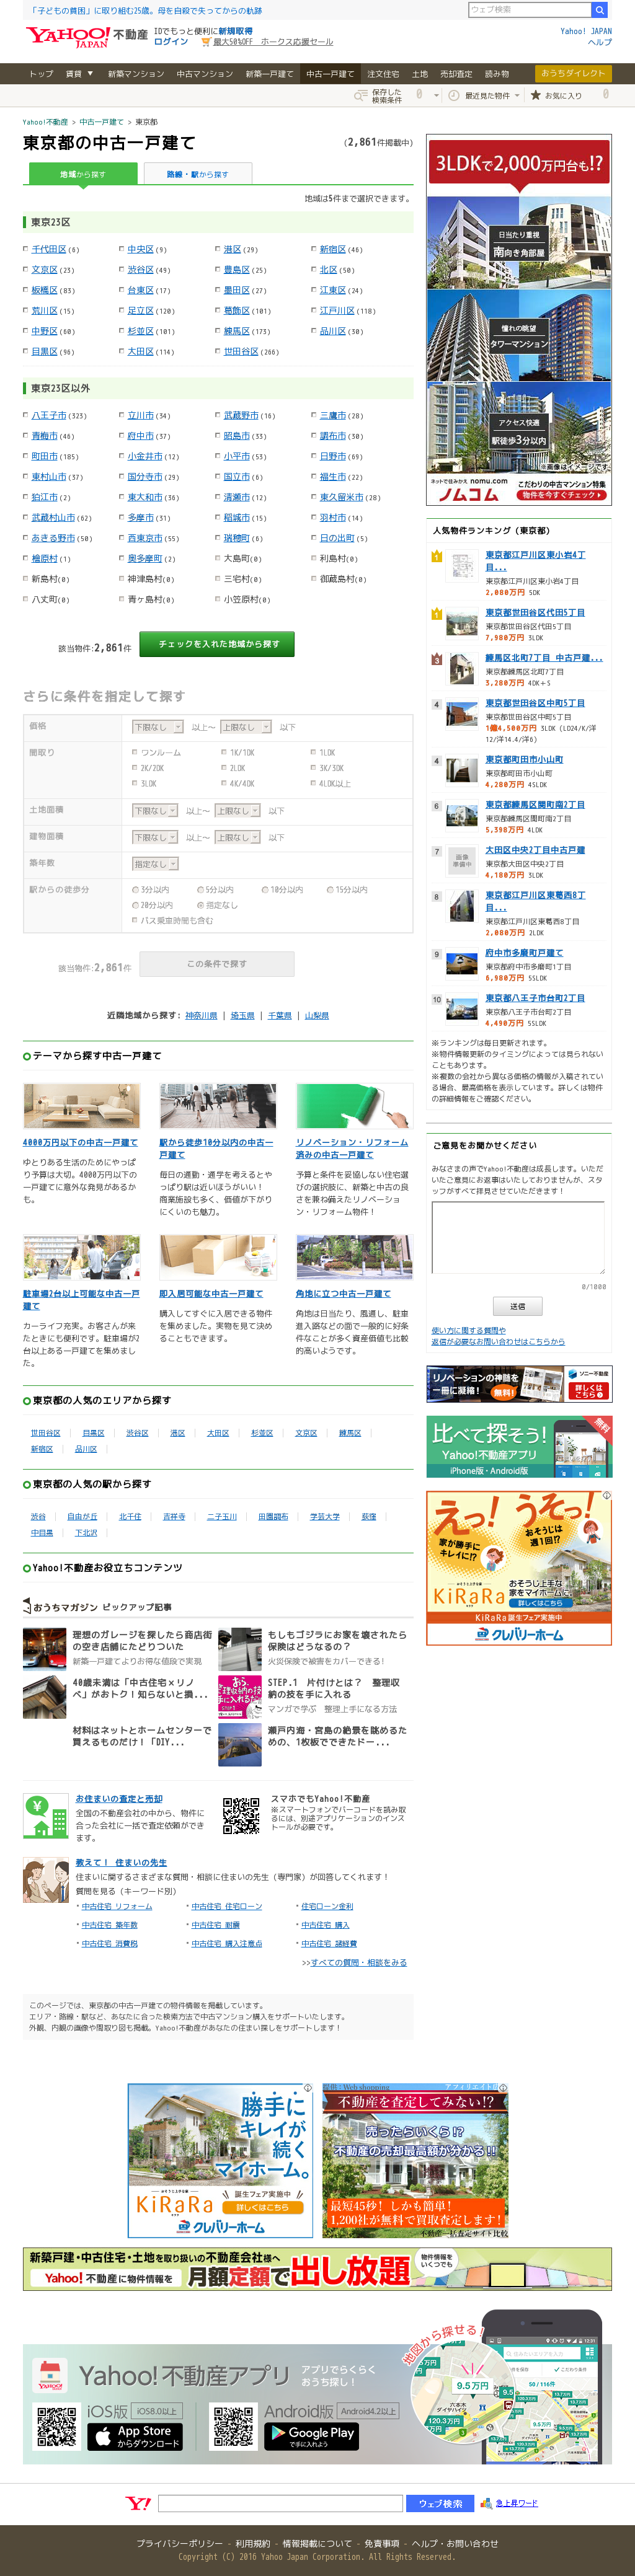 「子どもの貧困」に取り組む25歳。母を自殺で失ってからの軌跡
ウェブ検索
YAHOO! JAPAN 不動産
IDでもっと便利に新規取得
ログイン 最大50%OFF ホークス応援セール
Yahoo! JAPAN
ヘルプ
トップ 賃貸 ▼ 新築マンション 中古マンション 新築一戸建て 中古一戸建て 注文住宅 土地 売却査定 読み物 おうちダイレクト
保存した検索条件 0 最近見た物件 お気に入り 0
Yahoo!不動産 > 中古一戸建て > 東京都
東京都の中古一戸建て
(2,861件掲載中)
地域から探す 路線・駅から探す
地域は5件まで選択できます。
東京23区
千代田区(6) 中央区(9) 港区(29) 新宿区(46)
文京区(23) 渋谷区(49) 豊島区(25) 北区(50)
板橋区(83) 台東区(17) 墨田区(27) 江東区(24)
荒川区(15) 足立区(120) 葛飾区(101) 江戸川区(118)
中野区(60) 杉並区(101) 練馬区(173) 品川区(30)
目黒区(96) 大田区(114) 世田谷区(266)
東京23区以外
八王子市(323) 立川市(34) 武蔵野市(16) 三鷹市(28)
青梅市(46) 府中市(37) 昭島市(33) 調布市(30)
町田市(185) 小金井市(12) 小平市(53) 日野市(69)
東村山市(37) 国分寺市(29) 国立市(6) 福生市(22)
狛江市(2) 東大和市(36) 清瀬市(12) 東久留米市(28)
武蔵村山市(62) 多摩市(31) 稲城市(15) 羽村市(14)
あきる野市(50) 西東京市(55) 瑞穂町(6) 日の出町(5)
檜原村(1) 奥多摩町(2) 大島町(0) 利島村(0)
新島村(0) 神津島村(0) 三宅村(0) 御蔵島村(0)
八丈町(0) 青ヶ島村(0) 小笠原村(0)
該当物件:2,861件 チェックを入れた地域から探す
さらに条件を指定して探す
価格 下限なし 以上〜 上限なし 以下
間取り ワンルーム 1K/1DK 1LDK
2K/2DK 2LDK 3K/3DK
3LDK 4K/4DK 4LDK以上
土地面積 下限なし 以上〜 上限なし 以下
建物面積 下限なし 以上〜 上限なし 以下
築年数 指定なし
駅からの徒歩分 3分以内 5分以内 10分以内 15分以内
20分以内 指定なし
バス乗車時間も含む
該当物件:2,861件 この条件で探す
近隣地域から探す: 神奈川県 | 埼玉県 | 千葉県 | 山梨県
テーマから探す中古一戸建て
4000万円以下の中古一戸建て
ゆとりある生活のためにやっぱり予算は大切。4000万円以下の一戸建てに意外な発見があるかも。
駅から徒歩10分以内の中古一戸建て
毎日の通勤・通学を考えるとやっぱり駅は近いほうがいい!商業施設も多く、価値が下がりにくいのも魅力。
リノベーション・リフォーム済みの中古一戸建て
予算と条件を妥協しない住宅選びの選択肢に、新築と中古の良さを兼ね備えたリノベーション・リフォーム物件!
駐車場2台以上可能な中古一戸建て
カーライフ充実。お客さんが来たときにも便利です。駐車場が2台以上ある一戸建てを集めました。
即入居可能な中古一戸建て
購入してすぐに入居できる物件を集めました。実物を見て決めることもできます。
角地に立つ中古一戸建て
角地は日当たり、風通し、駐車進入路などの面で一般的に好条件なことが多く資産価値も比較的高いようです。
東京都の人気のエリアから探す
世田谷区 目黒区 渋谷区 港区 大田区 杉並区 文京区 練馬区
新宿区 品川区
東京都の人気の駅から探す
渋谷 自由が丘 北千住 吉祥寺 二子玉川 田園調布 学芸大学 荻窪
中目黒 下北沢
Yahoo!不動産お役立ちコンテンツ
おうちマガジン ピックアップ記事
理想のガレージを探したら商店街の空き店舗にたどりついた
新築一戸建てよりお得な値段で実現
もしもゴジラにお家を壊されたら保険はどうなるの?
火災保険で被害をカバーできる!
40歳未満は「中古住宅×リノベ」がおトク!知らないと損...
STEP.1 片付けとは? 整理収納の技を手に入れる
マンガで学ぶ 整理上手になる方法
材料はネットとホームセンターで買えるものだけ!「DIY...
瀬戸内海・宮島の絶景を眺めるための、1枚板でできたドー...
お住まいの査定と売却
全国の不動産会社の中から、物件に合った会社に一括で査定依頼ができます。
スマホでもYahoo!不動産
※スマートフォンでバーコードを読み取るには、別途アプリケーションのインストールが必要です。
教えて! 住まいの先生
住まいに関するさまざまな質問・相談に住まいの先生(専門家)が回答してくれます!
質問を見る(キーワード別)
・中古住宅 リフォーム ・中古住宅 住宅ローン ・住宅ローン金利
・中古住宅 築年数 ・中古住宅 耐震 ・中古住宅 購入
・中古住宅 消費税 ・中古住宅 購入注意点 ・中古住宅 諸経費
>>すべての質問・相談をみる
このページでは、東京都の中古一戸建ての物件情報を掲載しています。
エリア・路線・駅など、あなたに合った検索方法で中古マンション購入をサポートいたします。
外観、内観の画像や間取り図も掲載。Yahoo!不動産があなたの住まい探しをサポートします!
3LDKで2,000万円台も!?
日当たり重視
南向き角部屋
憧れの眺望
タワーマンション
アクセス快適
駅徒歩3分以内
※画像はイメージです
ネットで住みかえ nomu.com
ノムコム
こだわりの中古マンション特集
物件を今すぐチェック
人気物件ランキング(東京都)
1 東京都江戸川区東小岩4丁目...
東京都江戸川区東小岩4丁目
2,080万円 5DK
1 東京都世田谷区代田5丁目
東京都世田谷区代田5丁目
7,980万円 3LDK
3 練馬区北町7丁目 中古戸建...
東京都練馬区北町7丁目
3,280万円 4DK+S
4 東京都世田谷区中町5丁目
東京都世田谷区中町5丁目
1億4,500万円 3LDK (LD24/K/洋12/洋14.4/洋6)
東京都町田市小山町
東京都町田市小山町
4 4,280万円 4SLDK
6 東京都練馬区関町南2丁目
東京都練馬区関町南2丁目
5,398万円 4LDK
7 画像準備中 大田区中央2丁目中古戸建
東京都大田区中央2丁目
4,180万円 3LDK
8 東京都江戸川区東葛西8丁目...
東京都江戸川区東葛西8丁目
2,080万円 2LDK
9 府中市多磨町戸建て
東京都府中市多磨町1丁目
6,980万円 5SLDK
10 東京都八王子市台町2丁目
東京都八王子市台町2丁目
4,490万円 5SLDK
※ランキングは毎日更新されます。
※物件情報更新のタイミングによっては見られないこともあります。
※複数の会社から異なる価格の情報が入稿されている場合、最高価格を表示しています。詳しくは物件の詳細情報をご確認ください。
ご意見をお聞かせください
みなさまの声でYahoo!不動産は成長します。いただいたご意見にお返事はいたしておりませんが、スタッフがすべて拝見させていただきます!
0/1000
送信
使い方に関する質問や
返信が必要なお問い合わせはこちらから
リノベーションの神話を一冊に凝縮! 無料! ソニー不動産 詳しくはこちら
比べて探そう! 無料
Yahoo!不動産アプリ
iPhone版・Android版
えっ! うそっ!
家が勝手にキレイに!?
おそうじは週1回!?
KiRaRa
おそうじ上手な家をマイホームに。
詳しくはこちら
KiRaRa誕生フェア実施中
クレバリーホーム
勝手にキレイが続くマイホーム。
KiRaRa
誕生フェア実施中
詳しくはこちら
クレバリーホーム
提供:Web shopping
不動産を査定してみない!?
売ったらいくら!?
不動産の売却最高額が分かる!!
最短45秒!しかも簡単!
1,200社が無料で買取査定します!
不動産一括査定サイト比較
新築戸建・中古住宅・土地を取り扱いの不動産会社様へ
Yahoo!不動産に物件情報を 月額定額で出し放題
物件情報をいくつでも
Yahoo!不動産アプリ アプリでらくらくおうち探し!
iOS版 iOS8.0以上
App Store からダウンロード
Android版 Android4.2以上
Google Play で手に入れよう
地図から探せる!
9.5万円
120.3万円
Y! ウェブ検索 急上昇ワード
プライバシーポリシー - 利用規約 - 情報掲載について - 免責事項 - ヘルプ・お問い合わせ
Copyright (C) 2016 Yahoo Japan Corporation. All Rights Reserved.